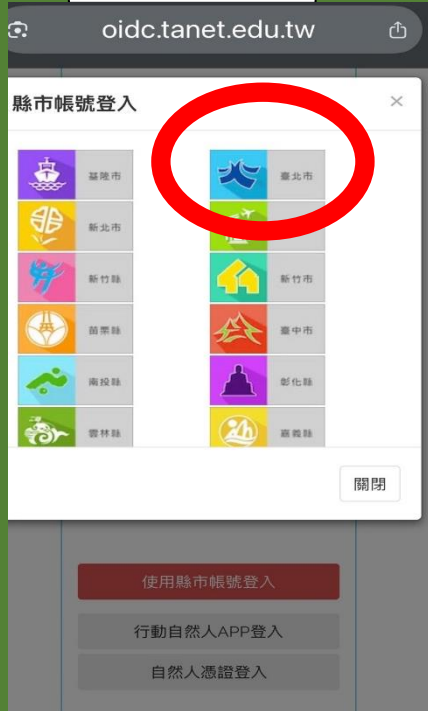 oidc.tanet.edu.tw
縣市帳號登入
×
基隆市 臺北市
新北市
新竹縣 新竹市
苗栗縣 臺中市
南投縣 彰化縣
雲林縣 嘉義縣
關閉
使用縣市帳號登入
行動自然人APP登入
自然人憑證登入